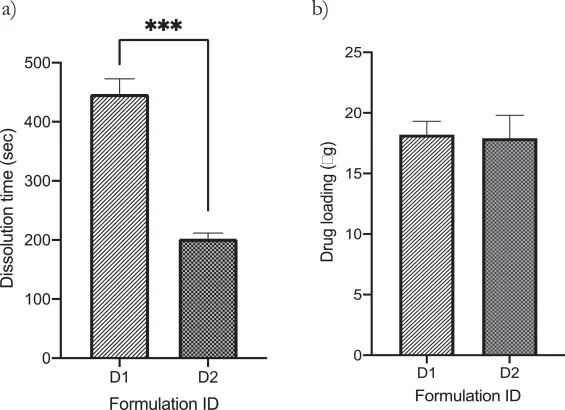 a)
***
500
400
300
200
100
0
Dissolution time (sec)
D1 D2
Formulation ID
b)
25
20
15
10
5
0
Drug loading (□g)
D1 D2
Formulation ID